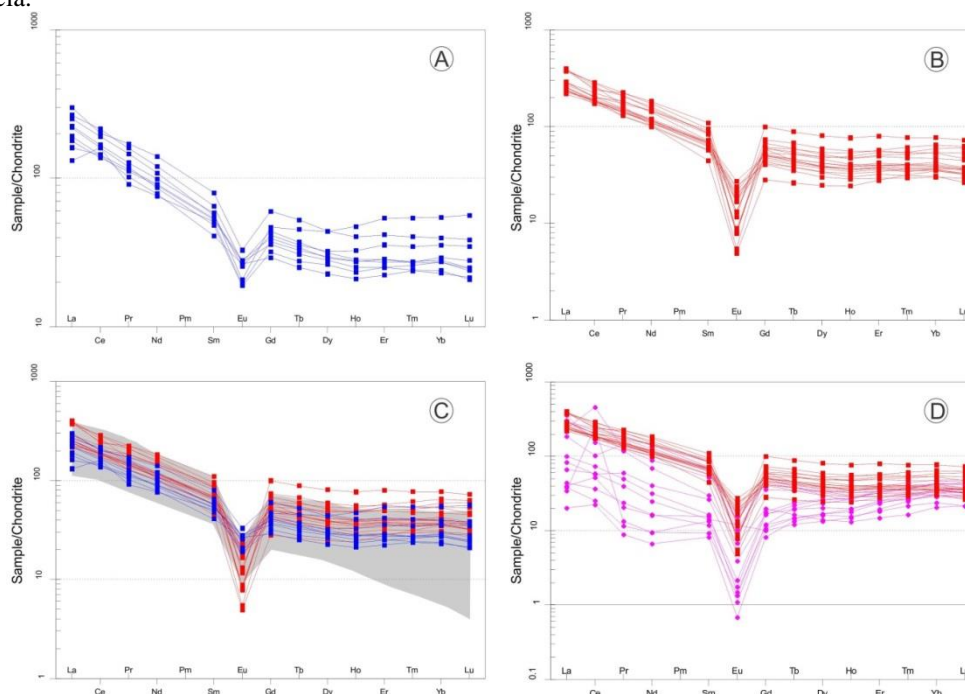 cia.
1000
100
10
Sample/Chondrite
A
La Pr Pm Eu Tb Ho Tm Lu
Ce Nd Sm Gd Dy Er Yb
1000
100
10
1
Sample/Chondrite
B
La Pr Pm Eu Tb Ho Tm
Ce Nd Sm Gd Dy Er Yb
1000
100
10
1
Sample/Chondrite
C
La Pr Pm Eu Tb Ho Tm Lu
Ce Nd Sm Gd Dy Er Yb
1000
100
10
1
0.1
Sample/Chondrite
D
La Pr Pm Eu Tb Ho Tm Lu
Ce Nd Sm Gd Dy Er Yb